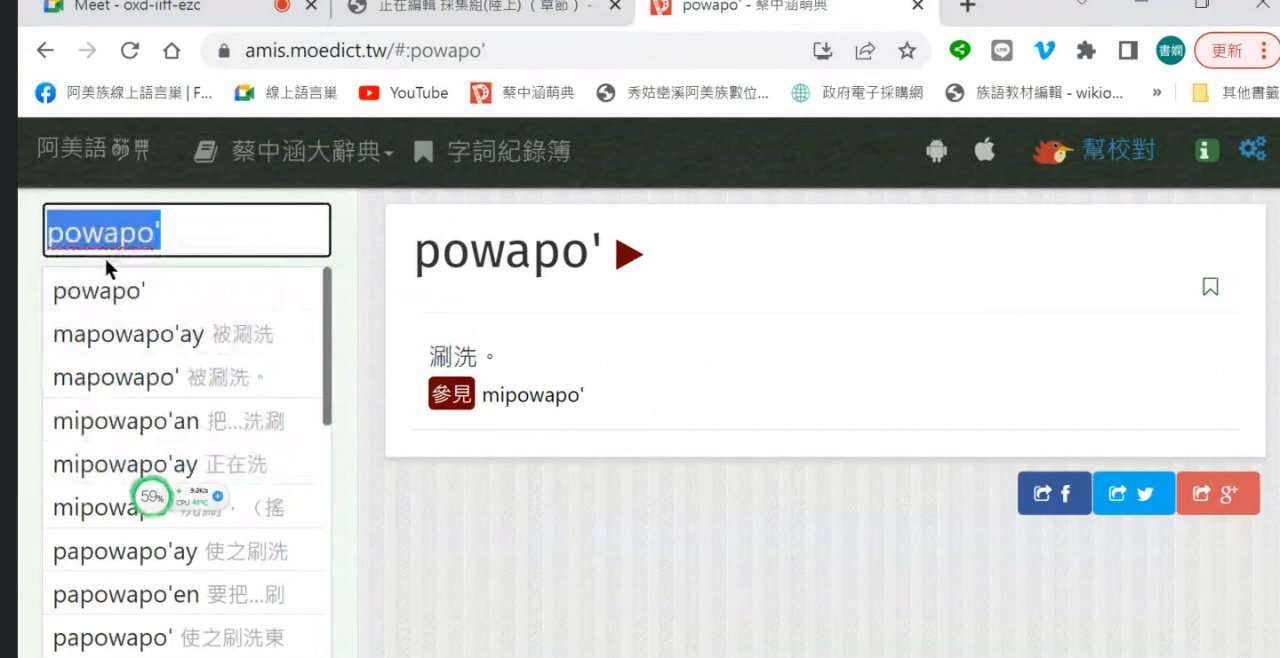 Meet - oxd-iiff-ezc
正在編輯 採集組(陸上)（章節）-
powapo' - 蔡中涵萌典
amis.moedict.tw/#:powapo'
書嫻
更新
阿美族線上語言巢 | F...
線上語言巢
YouTube
蔡中涵萌典
秀姑巒溪阿美族數位...
政府電子採購網
族語教材編輯 - wikio...
»
其他書籤
阿美語萌典
蔡中涵大辭典
字詞紀錄簿
幫校對
powapo'
powapo'
mapowapo'ay 被涮洗
mapowapo' 被涮洗。
mipowapo'an 把...洗涮
mipowapo'ay 正在洗
59%
CPU
（搖
papowapo'ay 使之刷洗
papowapo'en 要把...刷
papowapo' 使之刷洗東
powapo'
涮洗。
參見 mipowapo'